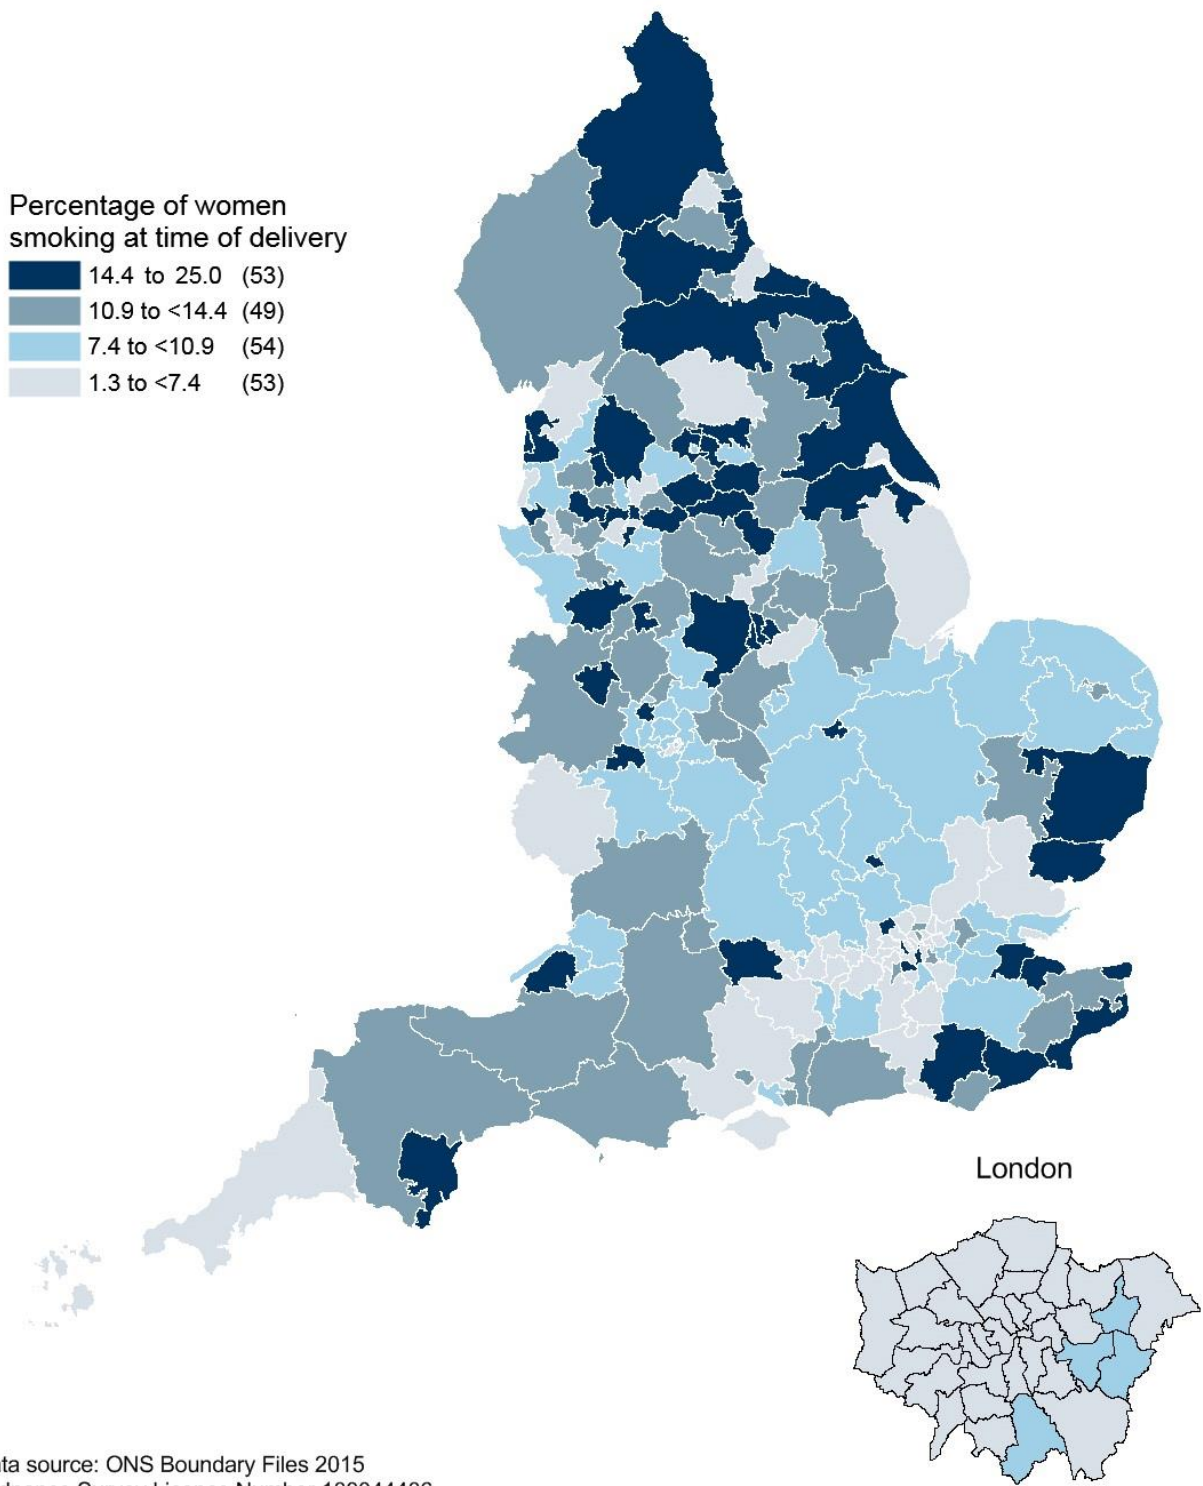 Percentage of women
smoking at time of delivery
14.4 to 25.0 (53)
10.9 to <14.4 (49)
7.4 to <10.9 (54)
1.3 to <7.4 (53)
London
ta source: ONS Boundary Files 2015